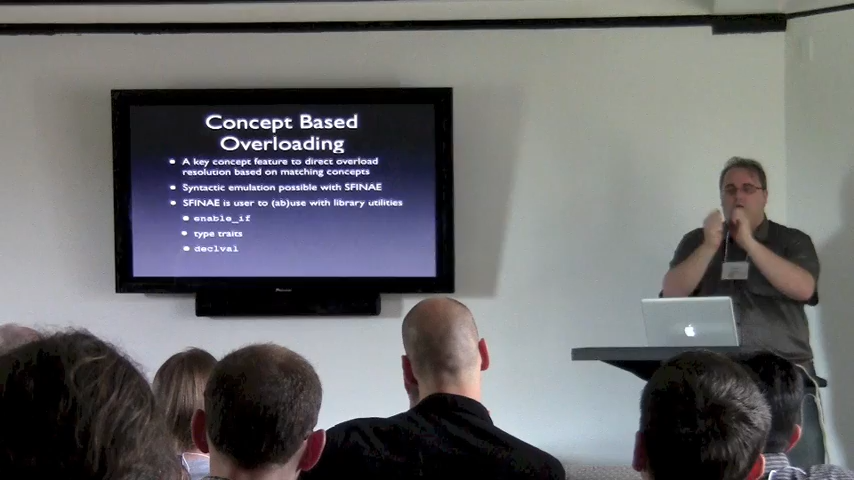 Concept Based
Overloading
A key concept feature to direct overload
resolution based on matching concepts
Syntactic emulation possible with SFINAE
SFINAE is user to (ab)use with library utilities
enable_if
type traits
declval